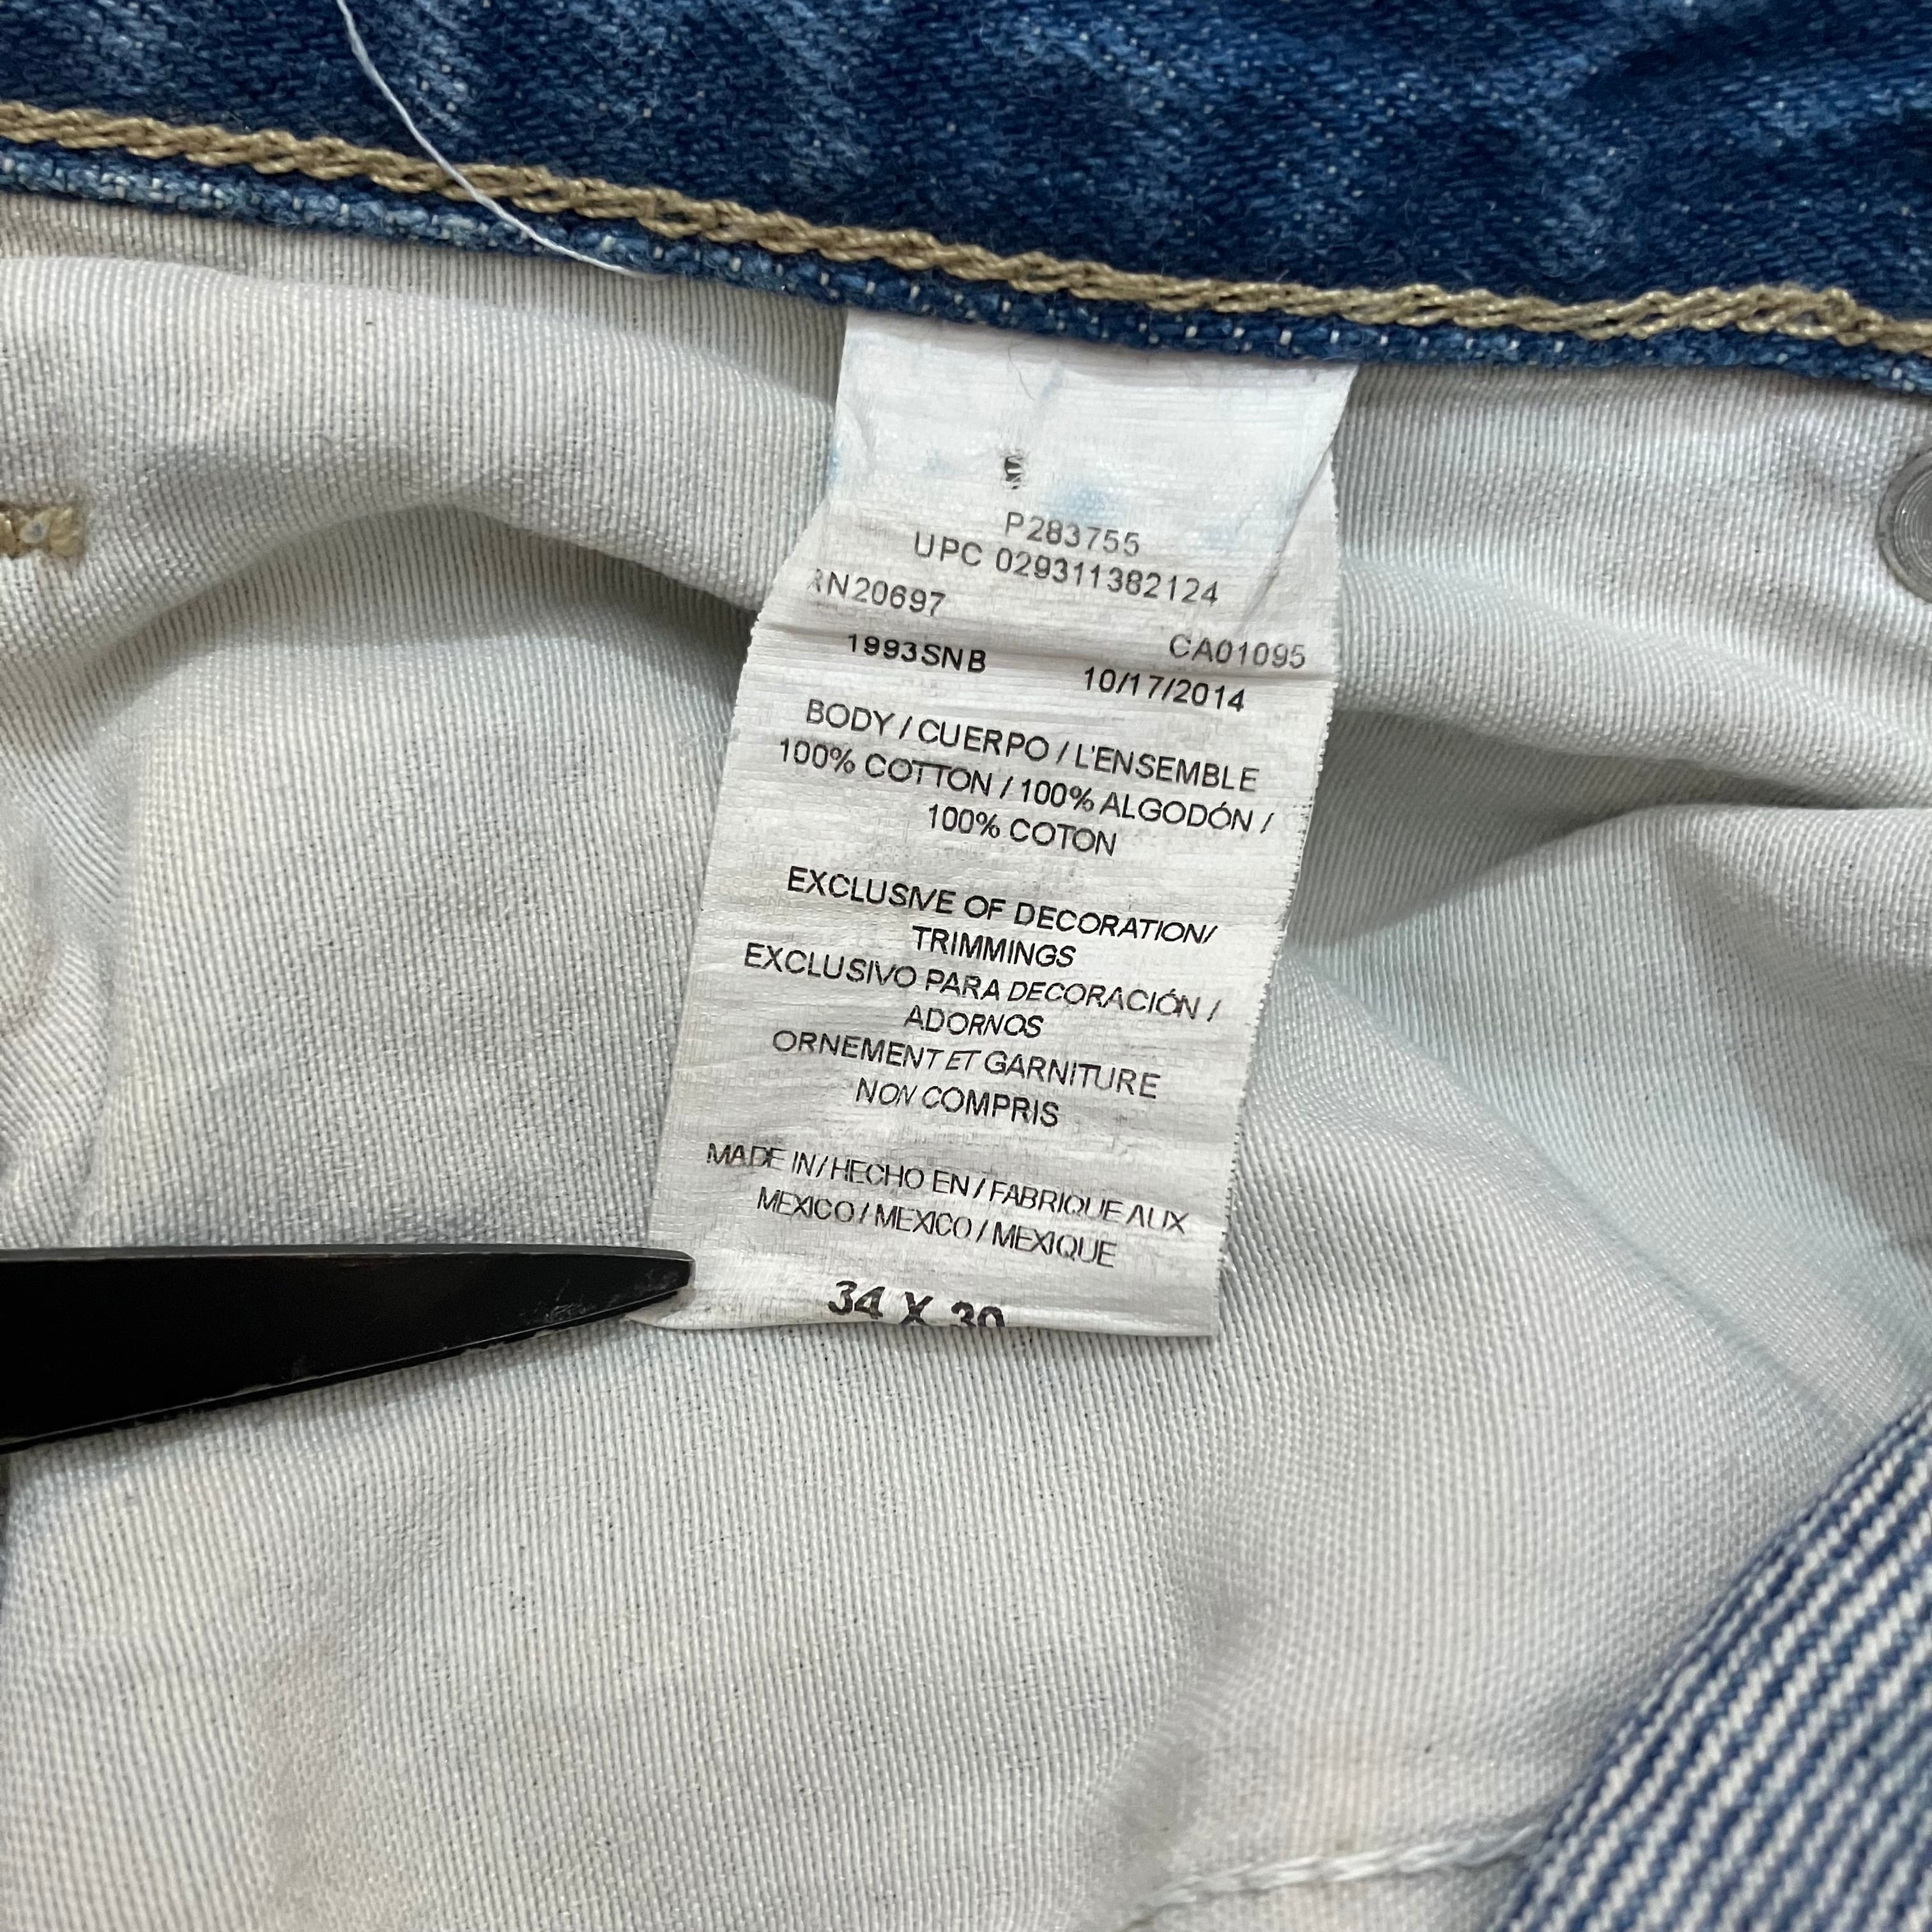 P283755
UPC 029311382124
RN20697
CA01095
1993SNB
10/17/2014
BODY / CUERPO / L'ENSEMBLE
100% COTTON / 100% ALGODÓN /
100% COTON
EXCLUSIVE OF DECORATION/
TRIMMINGS
EXCLUSIVO PARA DECORACIÓN /
ADORNOS
ORNEMENT ET GARNITURE
NON COMPRIS
MADE IN / HECHO EN / FABRIQUE AUX
MEXICO / MEXICO / MEXIQUE
34 X 30